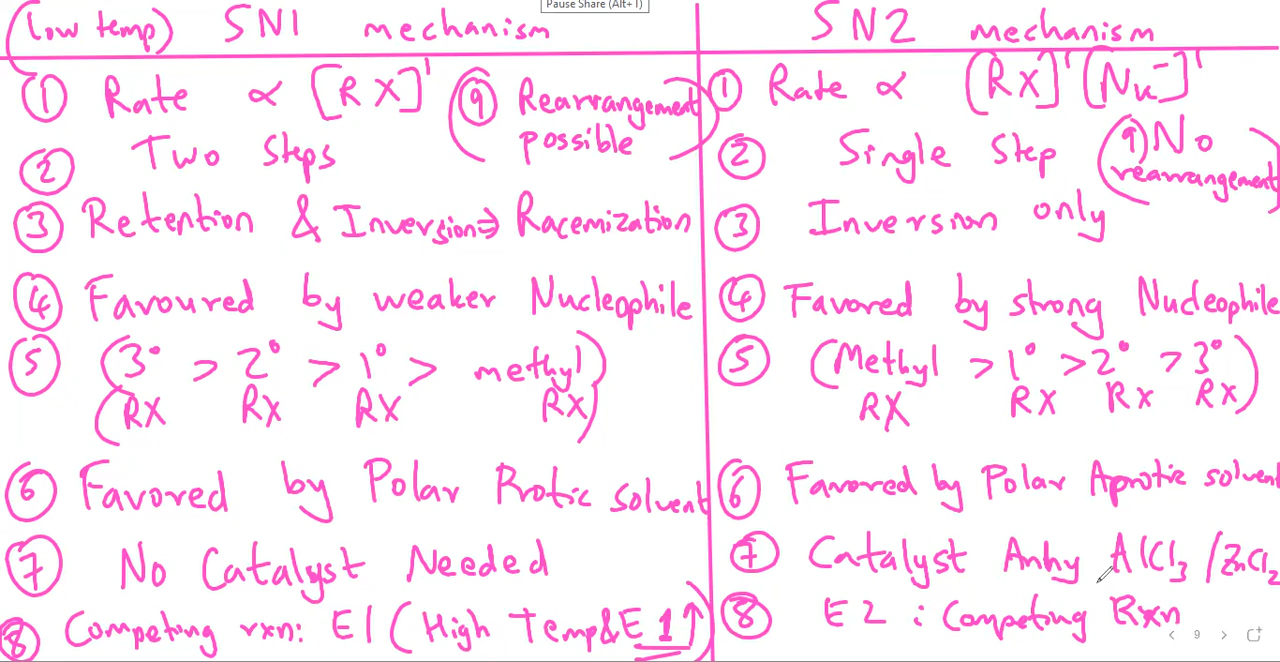 Pause Share (Alt+T)
(low temp) SN1 mechanism
① Rate ∝ [RX]¹
⑨ Rearrangement
possible
② Two Steps
③ Retention & Inversion ⇒ Racemization
④ Favoured by weaker Nucleophile
⑤ (3° > 2° > 1° > methyl)
(RX RX RX RX)
⑥ Favored by Polar Protic solvent
⑦ No Catalyst Needed
⑧ Competing rxn: E1 (High Temp & E1↑)
SN2 mechanism
① Rate ∝ (RX]¹ (Nu⁻]¹
② Single Step
9) No
rearrangement
③ Inversion only
④ Favored by strong Nucleophile
⑤ (Methyl > 1° > 2° > 3°)
RX RX RX RX
⑥ Favored by Polar Aprotic solvent
⑦ Catalyst Anhy AlCl₃ / ZnCl₂
⑧ E2 : Competing Rxn
< 9 >